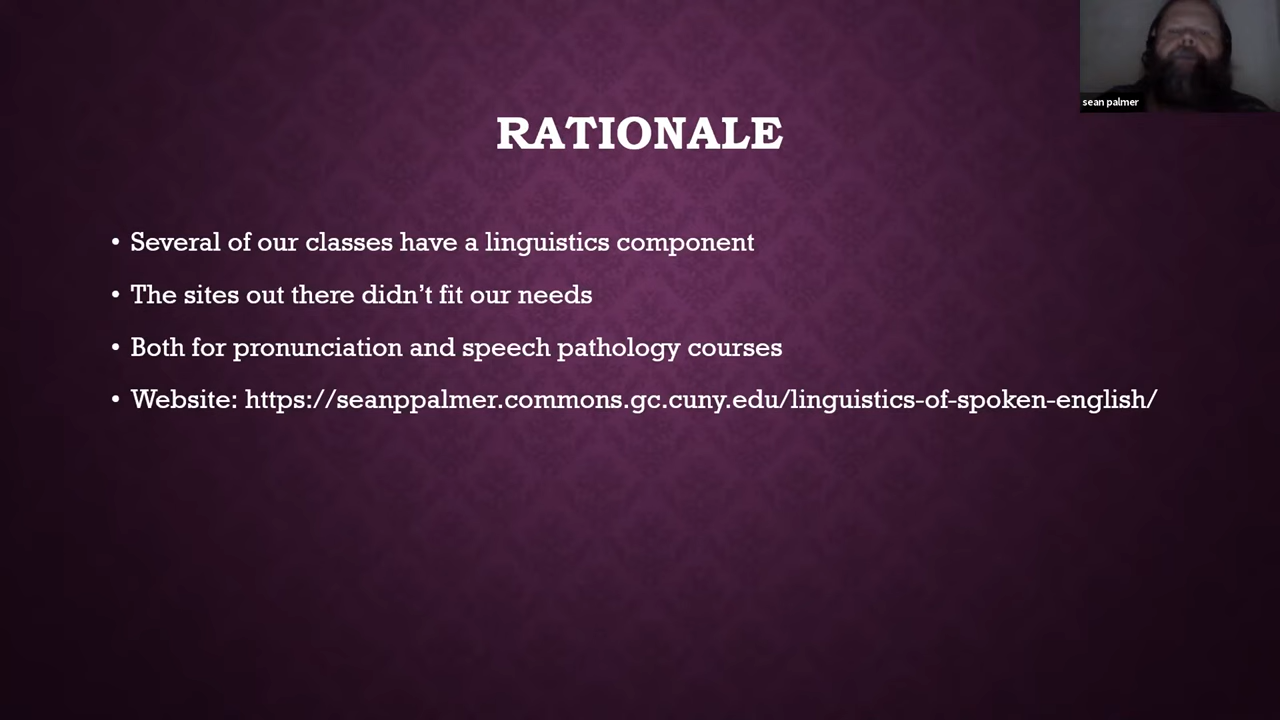 sean palmer
RATIONALE
• Several of our classes have a linguistics component
• The sites out there didn’t fit our needs
• Both for pronunciation and speech pathology courses
• Website: https://seanppalmer.commons.gc.cuny.edu/linguistics-of-spoken-english/